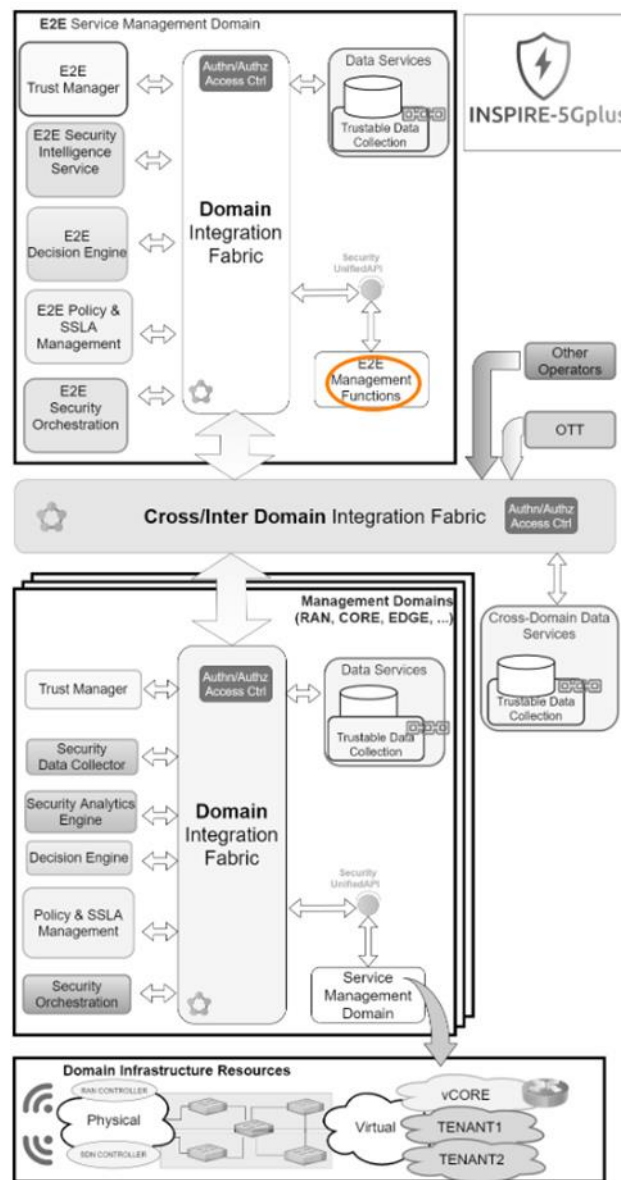 E2E Service Management Domain
E2E
Trust Manager
E2E Security
Intelligence
Service
E2E
Decision Engine
E2E Policy &
SSLA
Management
E2E
Security
Orchestration
Authn/Authz
Access Ctrl
Domain
Integration
Fabric
Data Services
Trustable Data
Collection
Security
UnifiedAPI
E2E
Management
Functions
INSPIRE-5Gplus
Other
Operators
OTT
Cross/Inter Domain Integration Fabric
Authn/Authz
Access Ctrl
Cross-Domain Data
Services
Trustable Data
Collection
Management Domains
(RAN, CORE, EDGE, ...)
Trust Manager
Security
Data Collector
Security Analytics
Engine
Decision Engine
Policy & SSLA
Management
Security
Orchestration
Authn/Authz
Access Ctrl
Domain
Integration
Fabric
Data Services
Trustable Data
Collection
Security
UnifiedAPI
Service
Management
Domain
Domain Infrastructure Resources
RAN CONTROLLER
Physical
SDN CONTROLLER
Virtual
vCORE
TENANT1
TENANT2